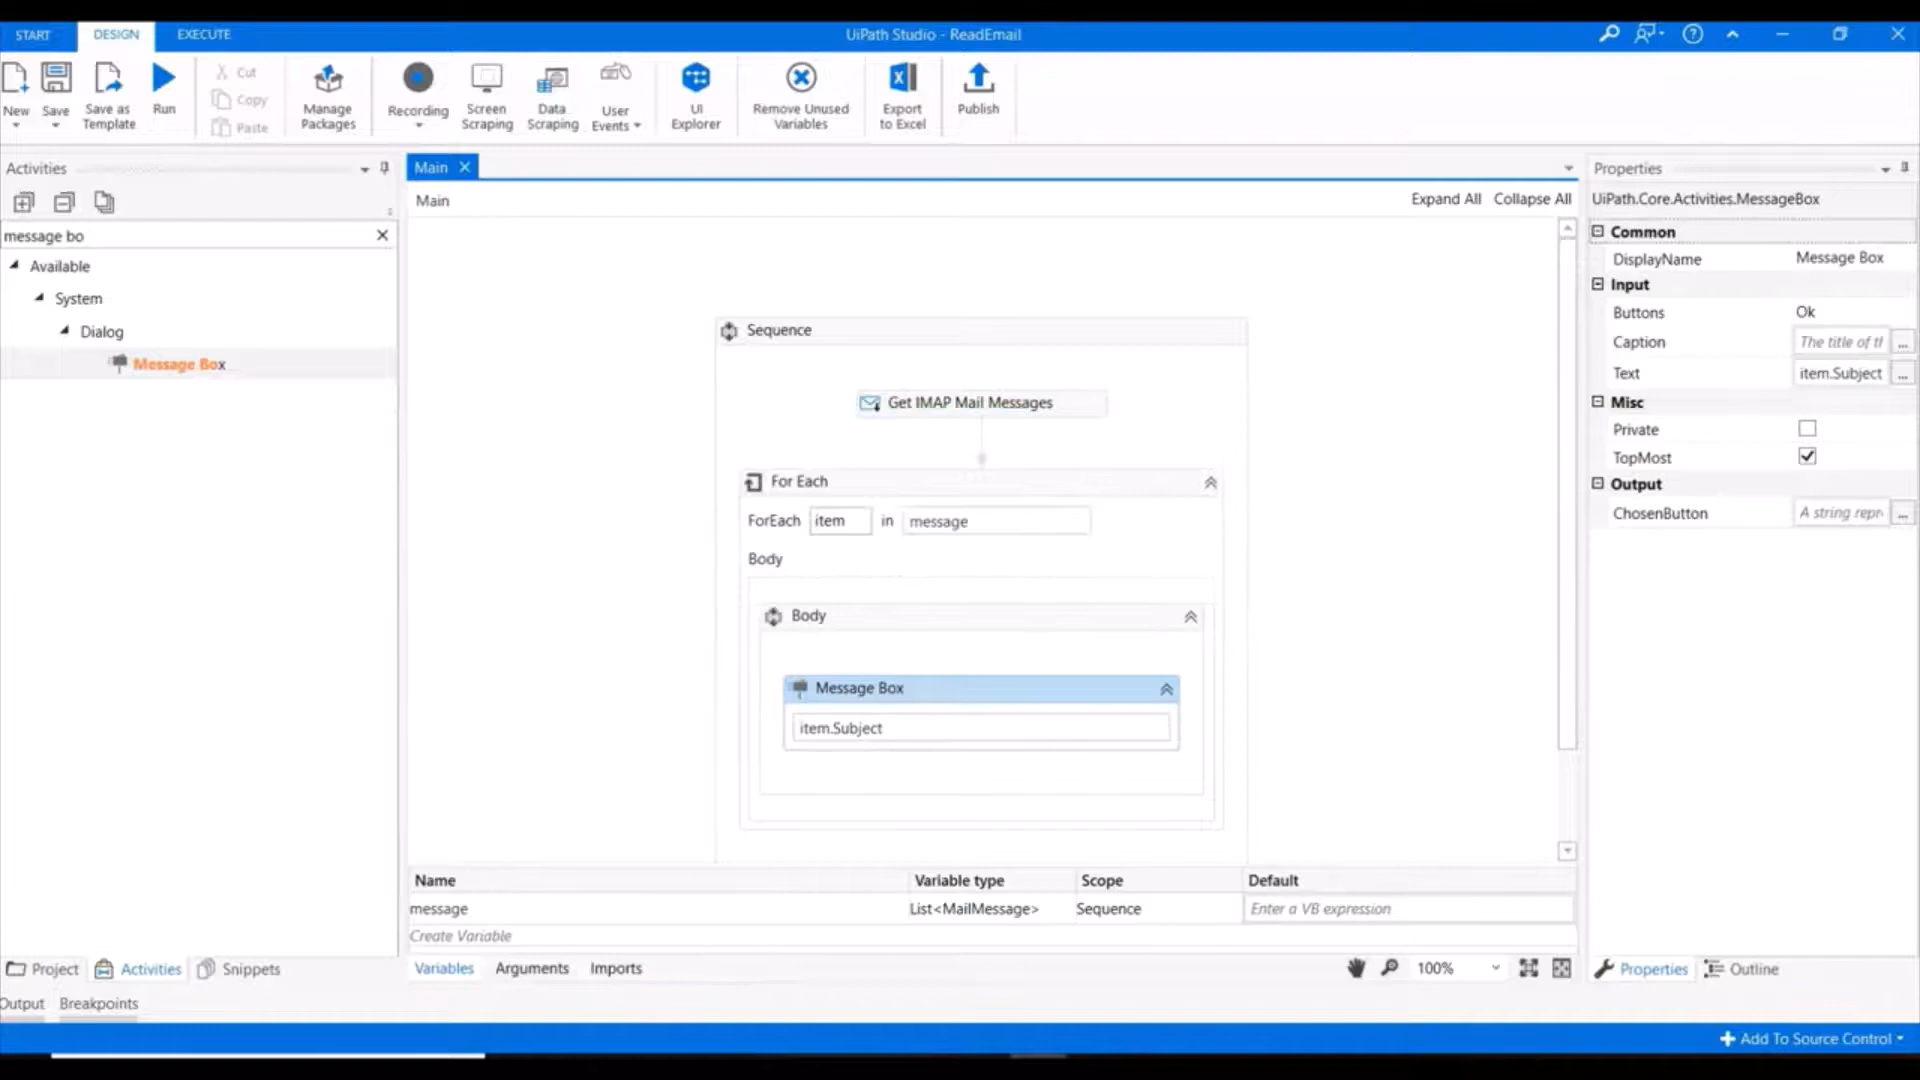 START DESIGN EXECUTE UiPath Studio - ReadEmail
New Save Save as Template Run Cut Copy Paste Manage Packages Recording Screen Scraping Data Scraping User Events UI Explorer Remove Unused Variables Export to Excel Publish
Activities
message bo
Available
System
Dialog
Message Box
Main
Main Expand All Collapse All
Sequence
Get IMAP Mail Messages
For Each
ForEach item in message
Body
Body
Message Box
item.Subject
Name Variable type Scope Default
message List<MailMessage> Sequence Enter a VB expression
Create Variable
Variables Arguments Imports 100%
Properties
UiPath.Core.Activities.MessageBox
Common
DisplayName Message Box
Input
Buttons Ok
Caption The title of tl ...
Text item.Subject ...
Misc
Private
TopMost
Output
ChosenButton A string repr ...
Project Activities Snippets
Properties Outline
Output Breakpoints
Add To Source Control